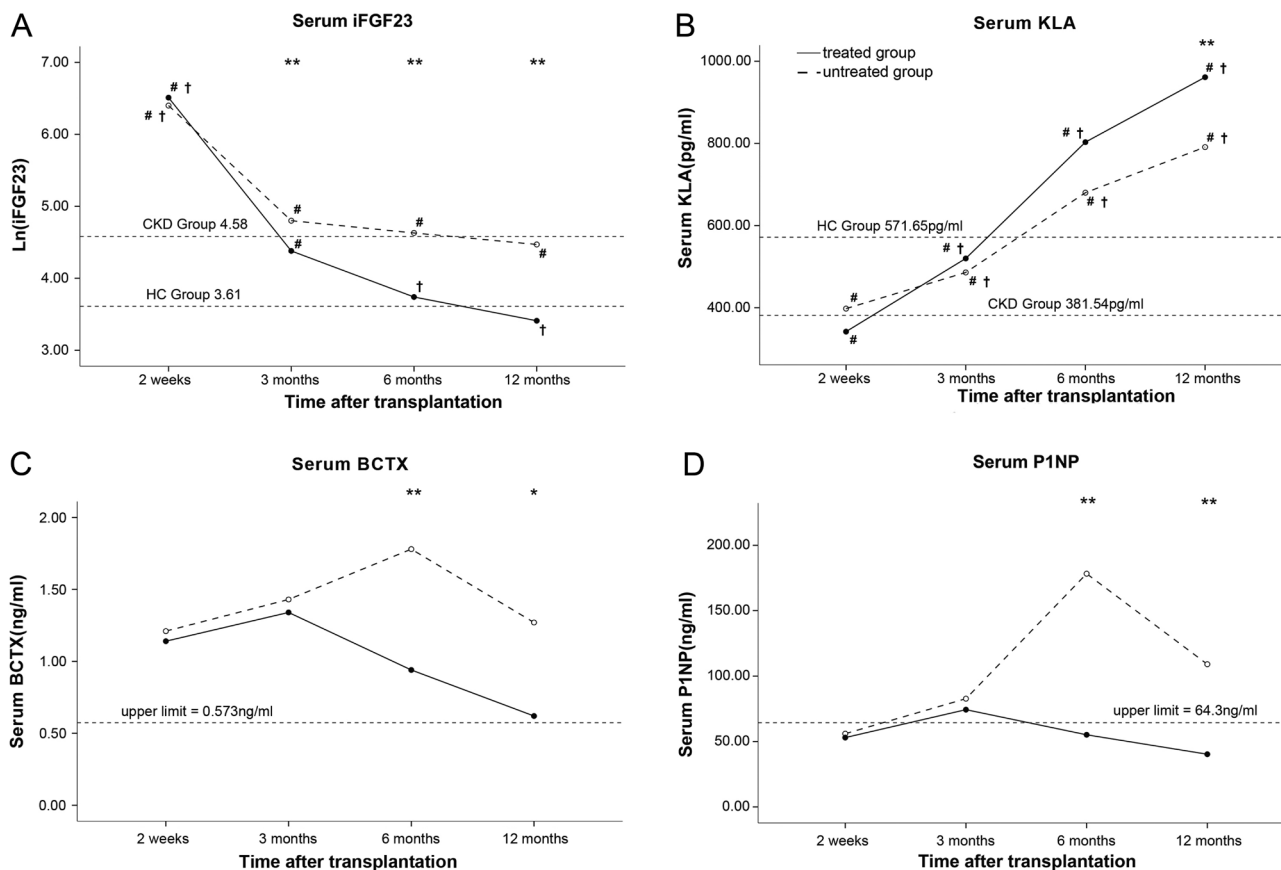 A
Serum iFGF23
7.00
6.00
5.00
4.00
3.00
Ln(iFGF23)
** ** **
# †
# †
#
#
#
#
†
†
CKD Group 4.58
HC Group 3.61
2 weeks 3 months 6 months 12 months
Time after transplantation
B
Serum KLA
treated group
untreated group
1000.00
800.00
600.00
400.00
Serum KLA(pg/ml)
**
# †
# †
# †
# †
# †
# †
#
#
HC Group 571.65pg/ml
CKD Group 381.54pg/ml
2 weeks 3 months 6 months 12 months
Time after transplantation
C
Serum BCTX
2.00
1.50
1.00
0.50
0.00
Serum BCTX(ng/ml)
** *
upper limit = 0.573ng/ml
2 weeks 3 months 6 months 12 months
Time after transplantation
D
Serum P1NP
200.00
150.00
100.00
50.00
0.00
Serum P1NP(ng/ml)
** **
upper limit = 64.3ng/ml
2 weeks 3 months 6 months 12 months
Time after transplantation